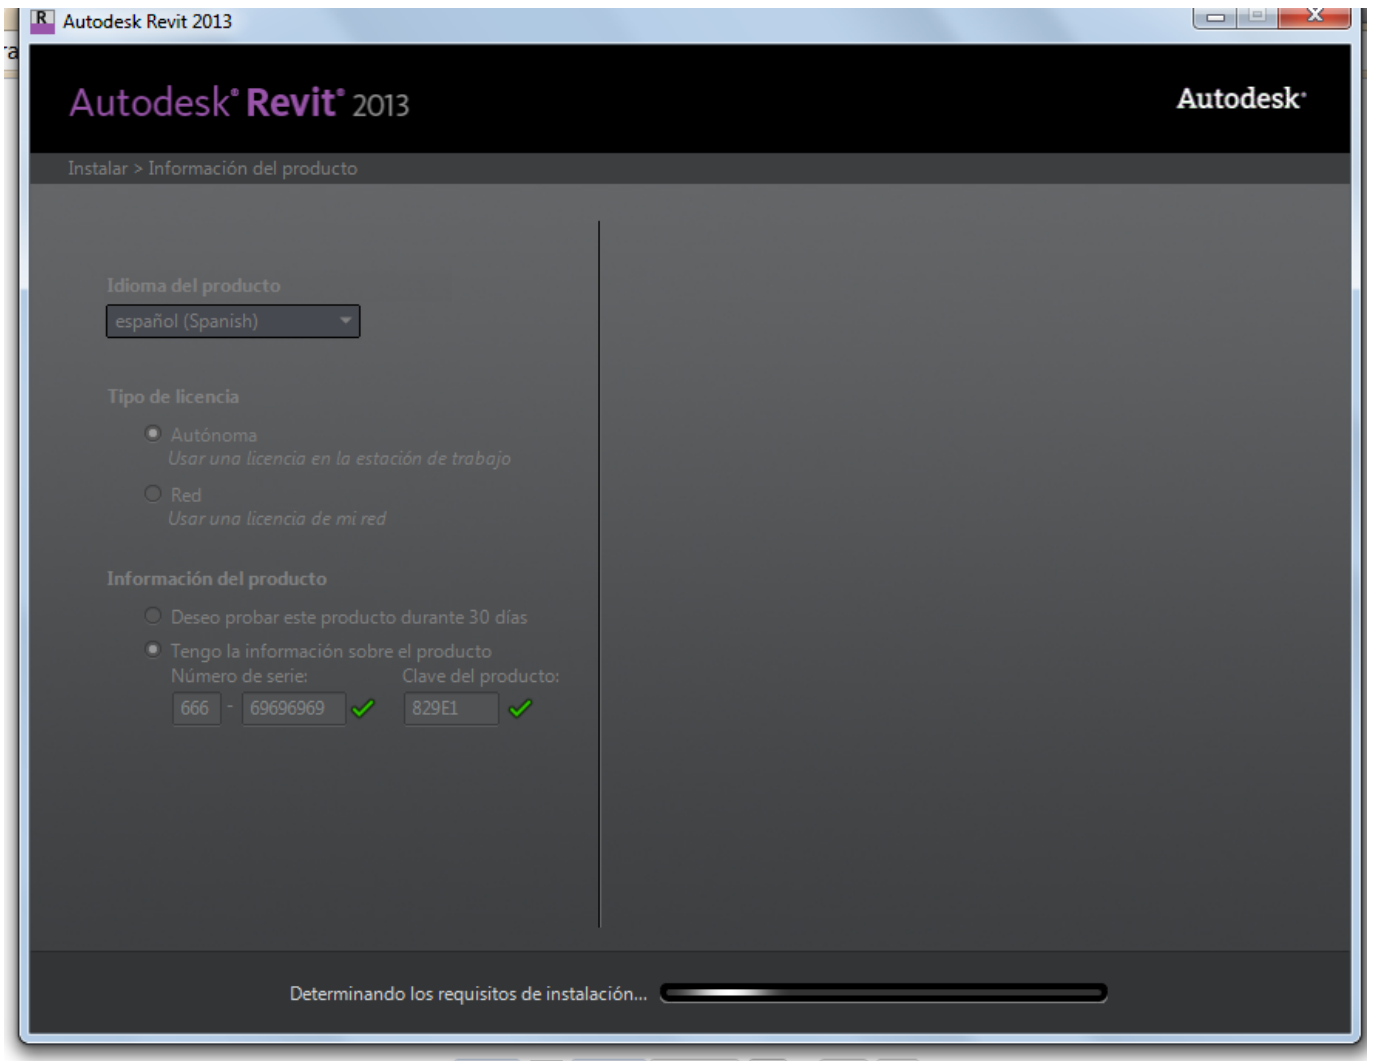 R Autodesk Revit 2013
ra
Autodesk® Revit® 2013
Autodesk®
Instalar > Información del producto
Idioma del producto
español (Spanish)
Tipo de licencia
Autónoma
Usar una licencia en la estación de trabajo
Red
Usar una licencia de mi red
Información del producto
Deseo probar este producto durante 30 días
Tengo la información sobre el producto
Número de serie: Clave del producto:
666 - 69696969 829E1
Determinando los requisitos de instalación...